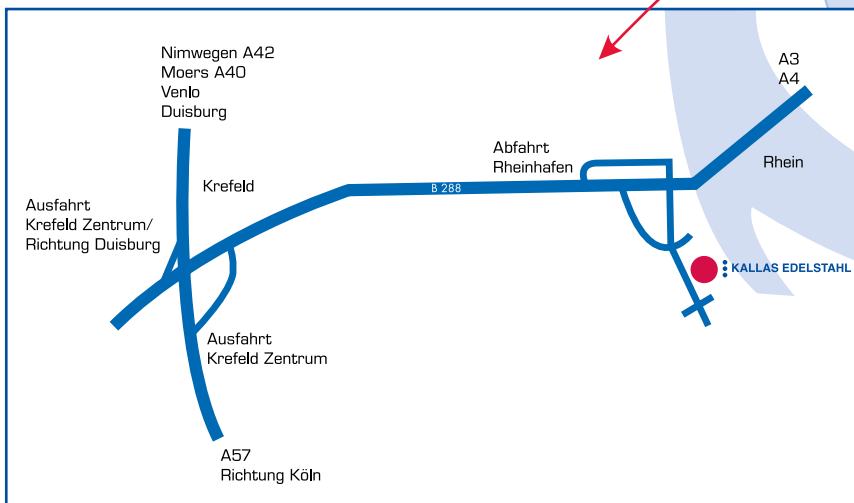 Nimwegen A42
Moers A40
Venlo
Duisburg
A3
A4
Abfahrt
Rheinhafen
Rhein
Krefeld
B 288
Ausfahrt
Krefeld Zentrum/
Richtung Duisburg
KALLAS EDELSTAHL
Ausfahrt
Krefeld Zentrum
A57
Richtung Köln